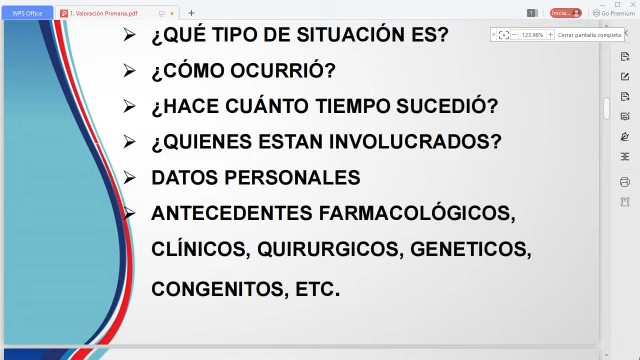 WPS Office
1. Valoración Primaria.pdf
Go Premium
123.96%
Cerrar pantalla completa
¿QUÉ TIPO DE SITUACIÓN ES?
¿CÓMO OCURRIÓ?
¿HACE CUÁNTO TIEMPO SUCEDIÓ?
¿QUIENES ESTAN INVOLUCRADOS?
DATOS PERSONALES
ANTECEDENTES FARMACOLÓGICOS,
CLÍNICOS, QUIRURGICOS, GENETICOS,
CONGENITOS, ETC.